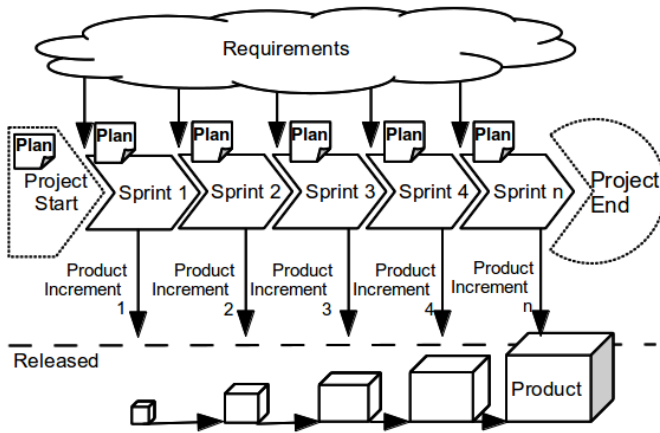 Requirements
Plan
Plan
Plan
Plan
Plan
Plan
Project
Start
Sprint 1
Sprint 2
Sprint 3
Sprint 4
Sprint n
Project
End
Product
Increment
1
Product
Increment
2
Product
Increment
3
Product
Increment
4
Product
Increment
n
Released
Product